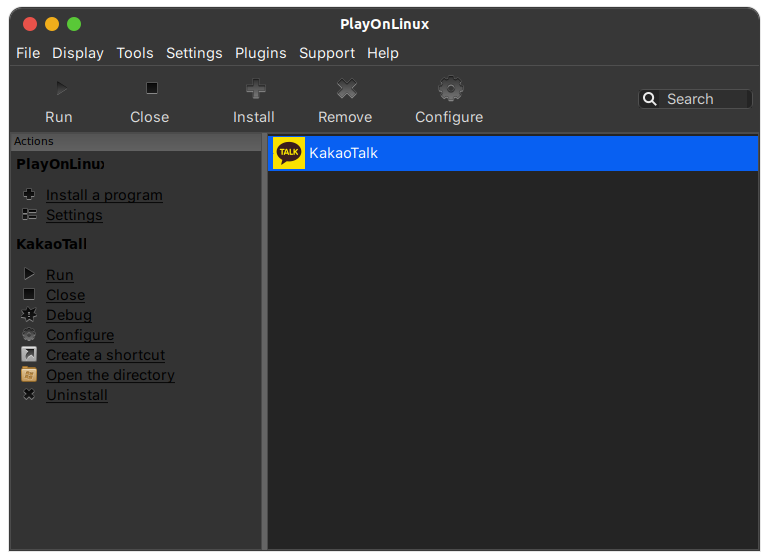 PlayOnLinux
File Display Tools Settings Plugins Support Help
Run Close Install Remove Configure Search
Actions
PlayOnLinux
Install a program
Settings
KakaoTall
Run
Close
Debug
Configure
Create a shortcut
Open the directory
Uninstall
TALK KakaoTalk